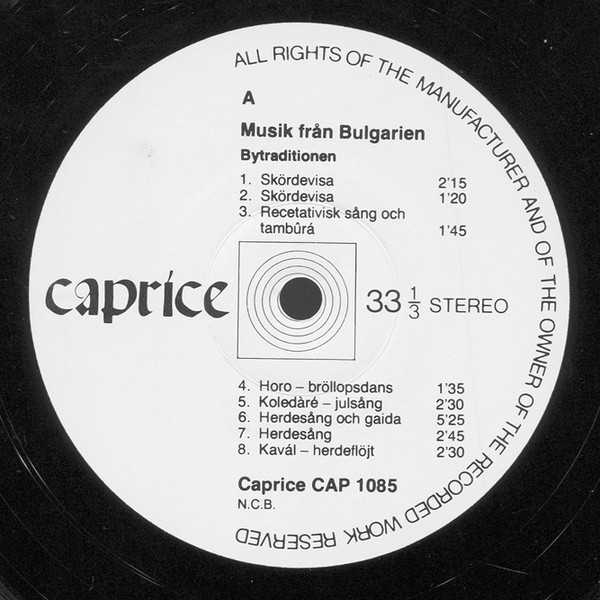 ALL RIGHTS OF THE MANUFACTURER AND OF THE OWNER OF THE RECORDED WORK RESERVED
A
Musik från Bulgarien
Bytraditionen
1. Skördevisa 2'15
2. Skördevisa 1'20
3. Recetativisk sång och
tambûrá 1'45
caprice
33 1/3 STEREO
4. Horo – bröllopsdans 1'35
5. Koledàré – julsång 2'30
6. Herdesång och gaida 5'25
7. Herdesång 2'45
8. Kavál – herdeflöjt 2'30
Caprice CAP 1085
N.C.B.